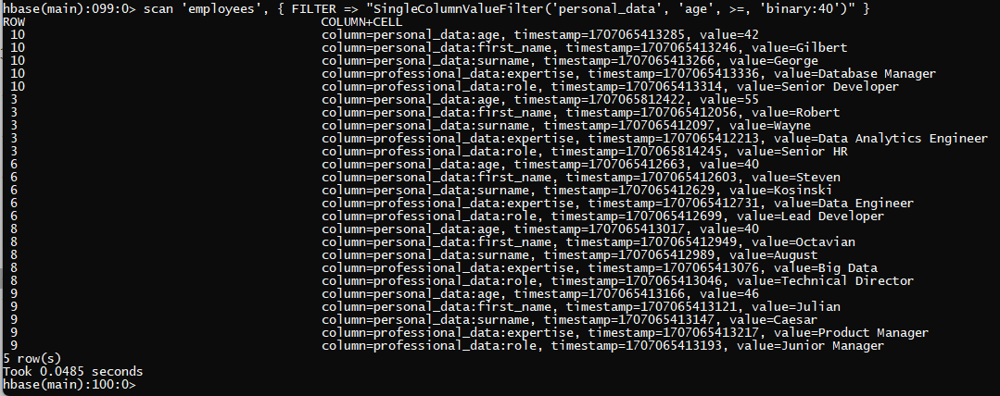 hbase(main):099:0> scan 'employees', { FILTER => "SingleColumnValueFilter('personal_data', 'age', >=, 'binary:40')" }
ROW COLUMN+CELL
10 column=personal_data:age, timestamp=1707065413285, value=42
10 column=personal_data:first_name, timestamp=1707065413246, value=Gilbert
10 column=personal_data:surname, timestamp=1707065413266, value=George
10 column=professional_data:expertise, timestamp=1707065413336, value=Database Manager
10 column=professional_data:role, timestamp=1707065413314, value=Senior Developer
3 column=personal_data:age, timestamp=1707065812422, value=55
3 column=personal_data:first_name, timestamp=1707065412056, value=Robert
3 column=personal_data:surname, timestamp=1707065412097, value=Wayne
3 column=professional_data:expertise, timestamp=1707065412213, value=Data Analytics Engineer
3 column=professional_data:role, timestamp=1707065814245, value=Senior HR
6 column=personal_data:age, timestamp=1707065412663, value=40
6 column=personal_data:first_name, timestamp=1707065412603, value=Steven
6 column=personal_data:surname, timestamp=1707065412629, value=Kosinski
6 column=professional_data:expertise, timestamp=1707065412731, value=Data Engineer
6 column=professional_data:role, timestamp=1707065412699, value=Lead Developer
8 column=personal_data:age, timestamp=1707065413017, value=40
8 column=personal_data:first_name, timestamp=1707065412949, value=Octavian
8 column=personal_data:surname, timestamp=1707065412989, value=August
8 column=professional_data:expertise, timestamp=1707065413076, value=Big Data
8 column=professional_data:role, timestamp=1707065413046, value=Technical Director
9 column=personal_data:age, timestamp=1707065413166, value=46
9 column=personal_data:first_name, timestamp=1707065413121, value=Julian
9 column=personal_data:surname, timestamp=1707065413147, value=Caesar
9 column=professional_data:expertise, timestamp=1707065413217, value=Product Manager
9 column=professional_data:role, timestamp=1707065413193, value=Junior Manager
5 row(s)
Took 0.0485 seconds
hbase(main):100:0>